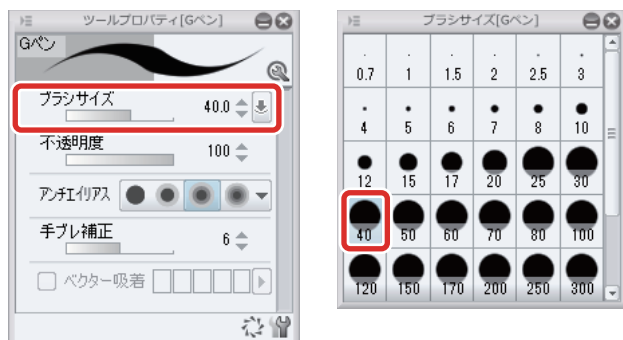 ツールプロパティ[Gペン]
Gペン
ブラシサイズ 40.0
不透明度 100
アンチエイリアス
手ブレ補正 6
ベクター吸着
ブラシサイズ[Gペン]
0.7 1 1.5 2 2.5 3
4 5 6 7 8 10
12 15 17 20 25 30
40 50 60 70 80 100
120 150 170 200 250 300